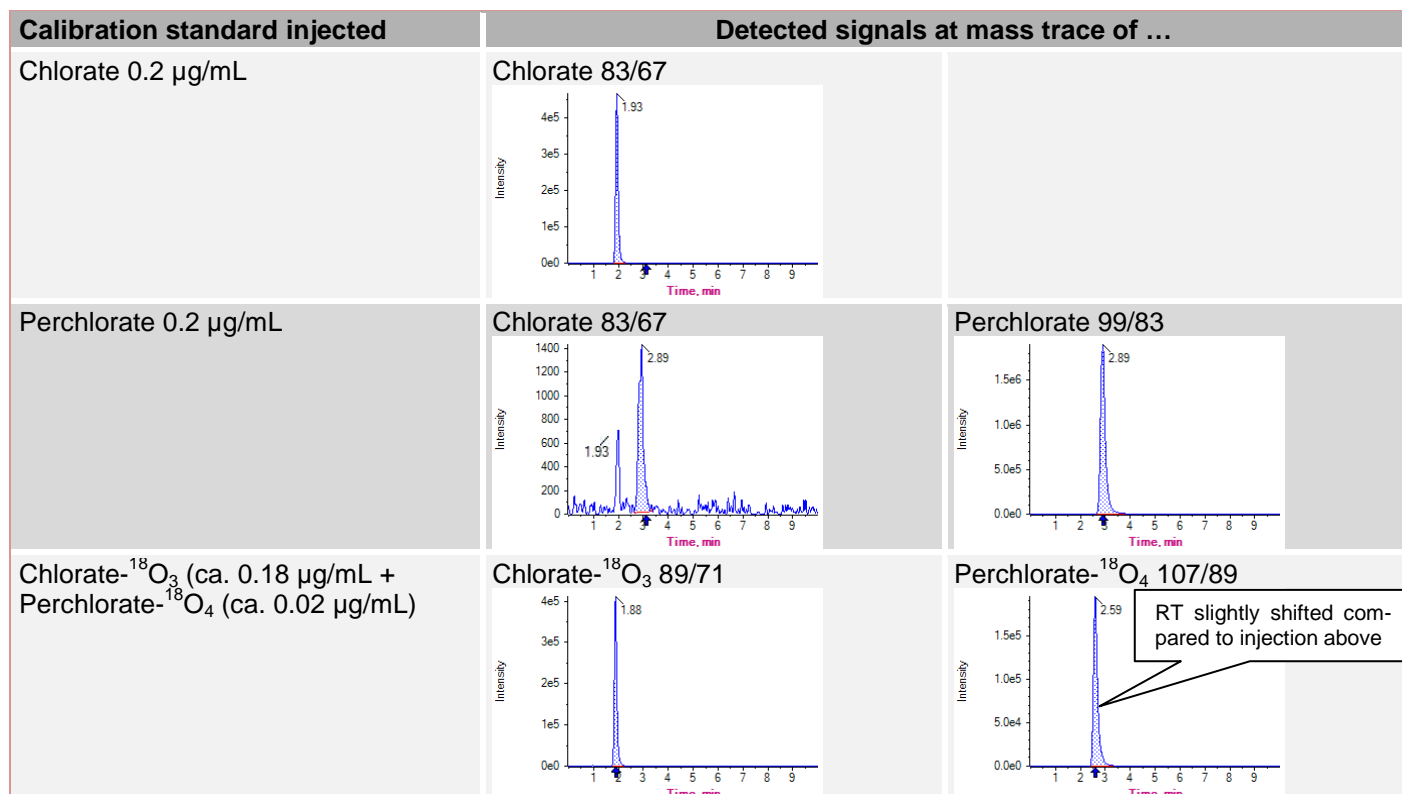 Calibration standard injected
Detected signals at mass trace of …
Chlorate 0.2 µg/mL
Chlorate 83/67
1.93
4e5
3e5
2e5
1e5
0e0
Intensity
1 2 3 4 5 6 7 8 9
Time, min
Perchlorate 0.2 µg/mL
Chlorate 83/67
1400
1200
1000
800
600
400
200
0
Intensity
2.89
1.93
1 2 3 4 5 6 7 8 9
Time, min
Perchlorate 99/83
2.89
1.5e6
1.0e6
5.0e5
0.0e0
Intensity
1 2 3 4 5 6 7 8 9
Time, min
Chlorate-¹⁸O₃ (ca. 0.18 µg/mL +
Perchlorate-¹⁸O₄ (ca. 0.02 µg/mL)
Chlorate-¹⁸O₃ 89/71
1.88
4e5
3e5
2e5
1e5
0e0
Intensity
1 2 3 4 5 6 7 8 9
Time, min
Perchlorate-¹⁸O₄ 107/89
2.59
1.5e5
1.0e5
5.0e4
0.0e0
Intensity
1 2 3 4 5 6 7 8 9
Time, min
RT slightly shifted com-
pared to injection above